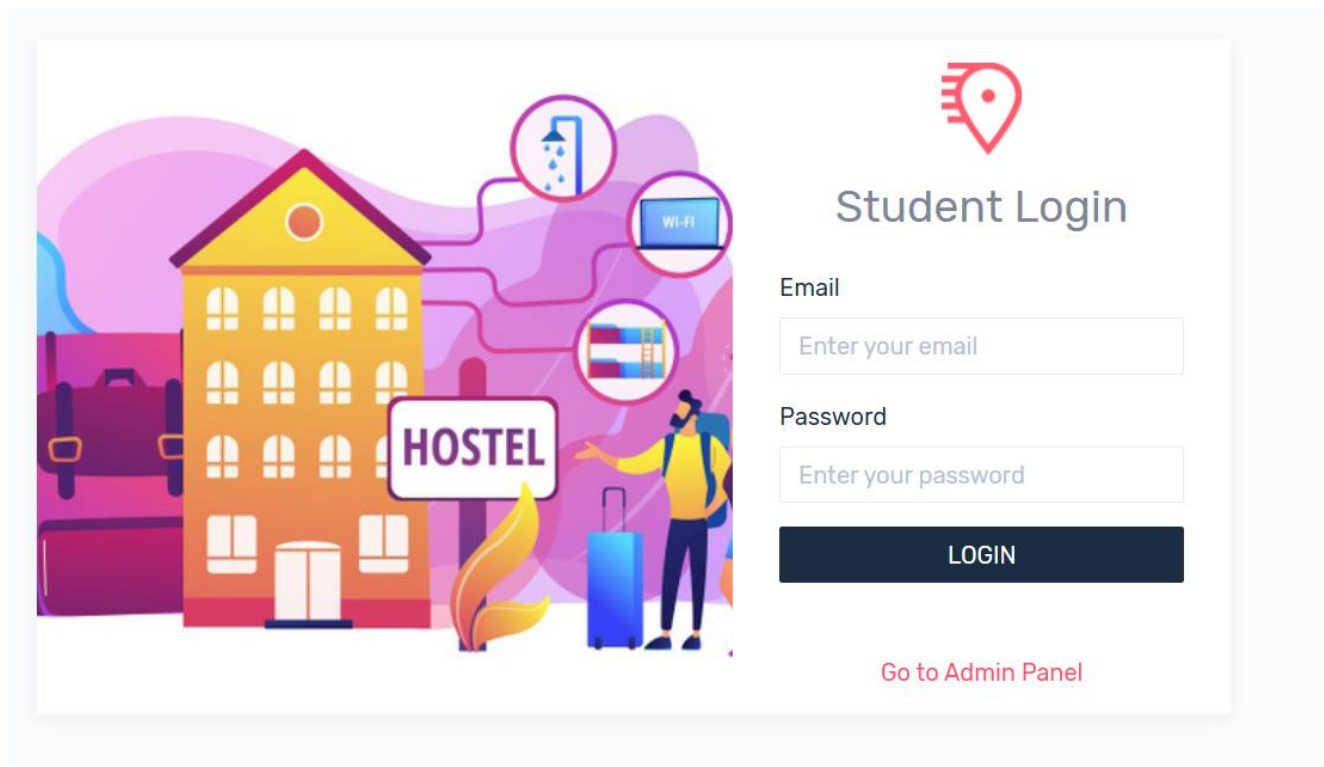 WI-FI
HOSTEL
Student Login
Email
Enter your email
Password
Enter your password
LOGIN
Go to Admin Panel